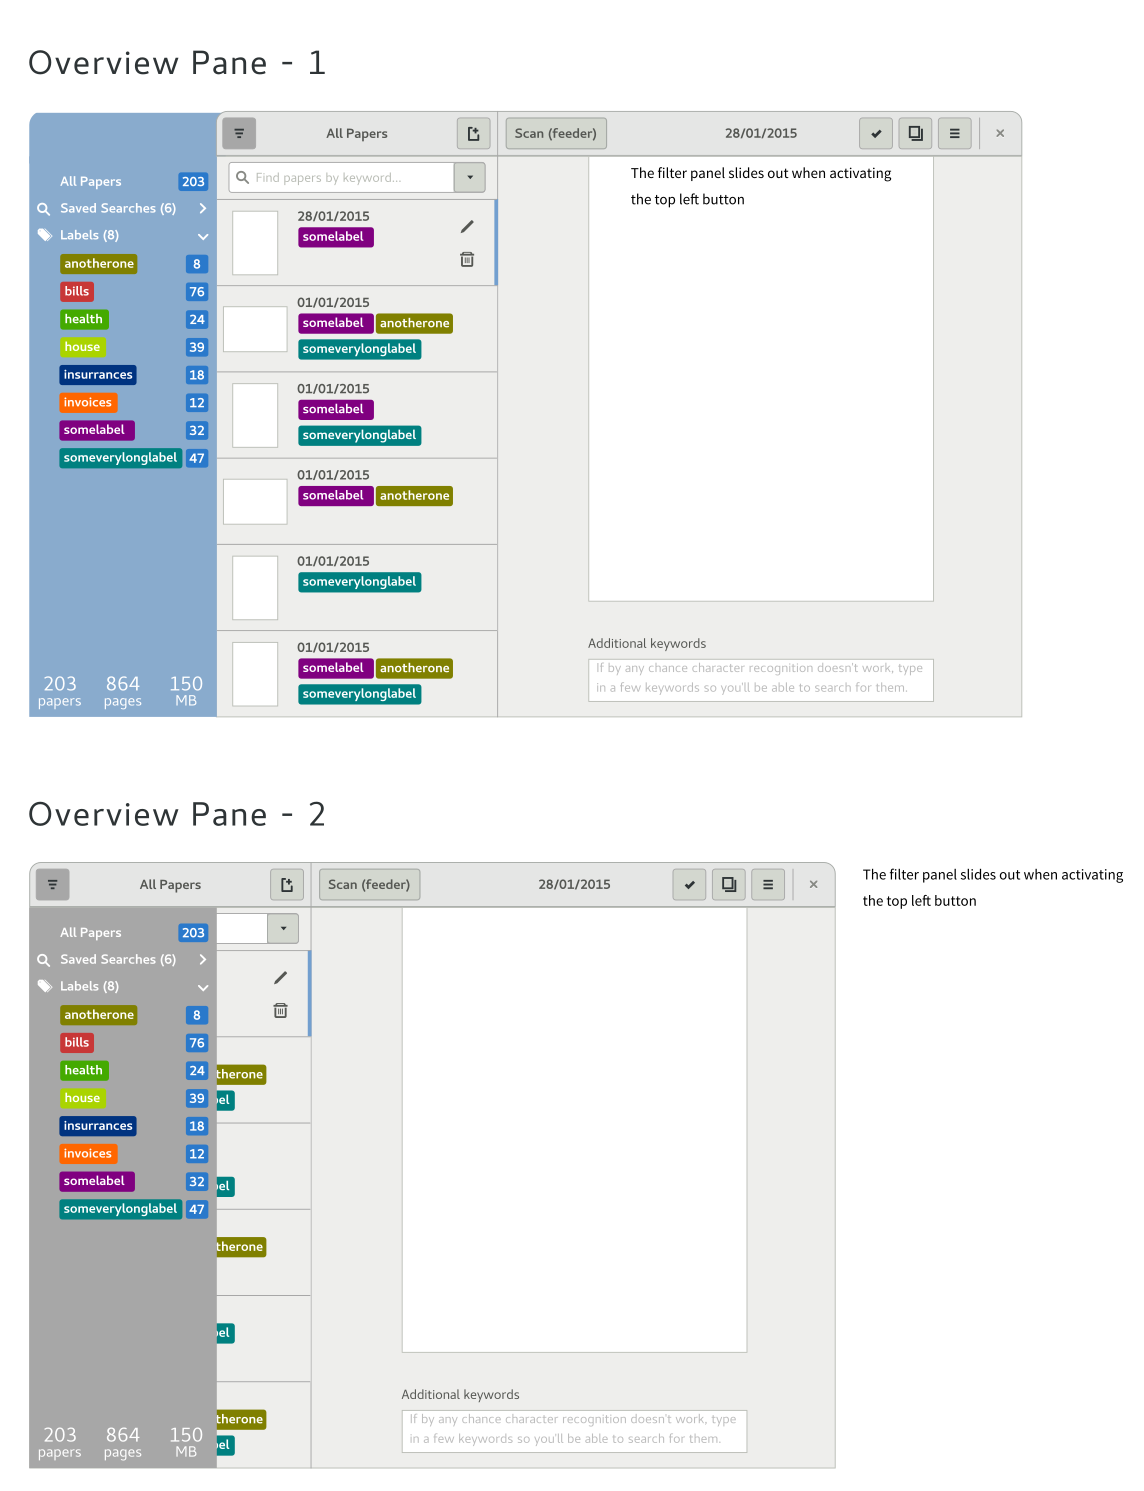 Overview Pane - 1
All Papers
Scan (feeder)
28/01/2015
All Papers 203
Saved Searches (6)
Labels (8)
anotherone 8
bills 76
health 24
house 39
insurrances 18
invoices 12
somelabel 32
someverylonglabel 47
203 864 150
papers pages MB
Find papers by keyword...
28/01/2015
somelabel
01/01/2015
somelabel anotherone
someverylonglabel
01/01/2015
somelabel
someverylonglabel
01/01/2015
somelabel anotherone
01/01/2015
someverylonglabel
01/01/2015
somelabel anotherone
someverylonglabel
The filter panel slides out when activating
the top left button
Additional keywords
If by any chance character recognition doesn't work, type
in a few keywords so you'll be able to search for them.
Overview Pane - 2
All Papers
Scan (feeder)
28/01/2015
The filter panel slides out when activating
the top left button
All Papers 203
Saved Searches (6)
Labels (8)
anotherone 8
bills 76
health 24
house 39
insurrances 18
invoices 12
somelabel 32
someverylonglabel 47
203 864 150
papers pages MB
therone
el
el
therone
el
therone
el
Additional keywords
If by any chance character recognition doesn't work, type
in a few keywords so you'll be able to search for them.